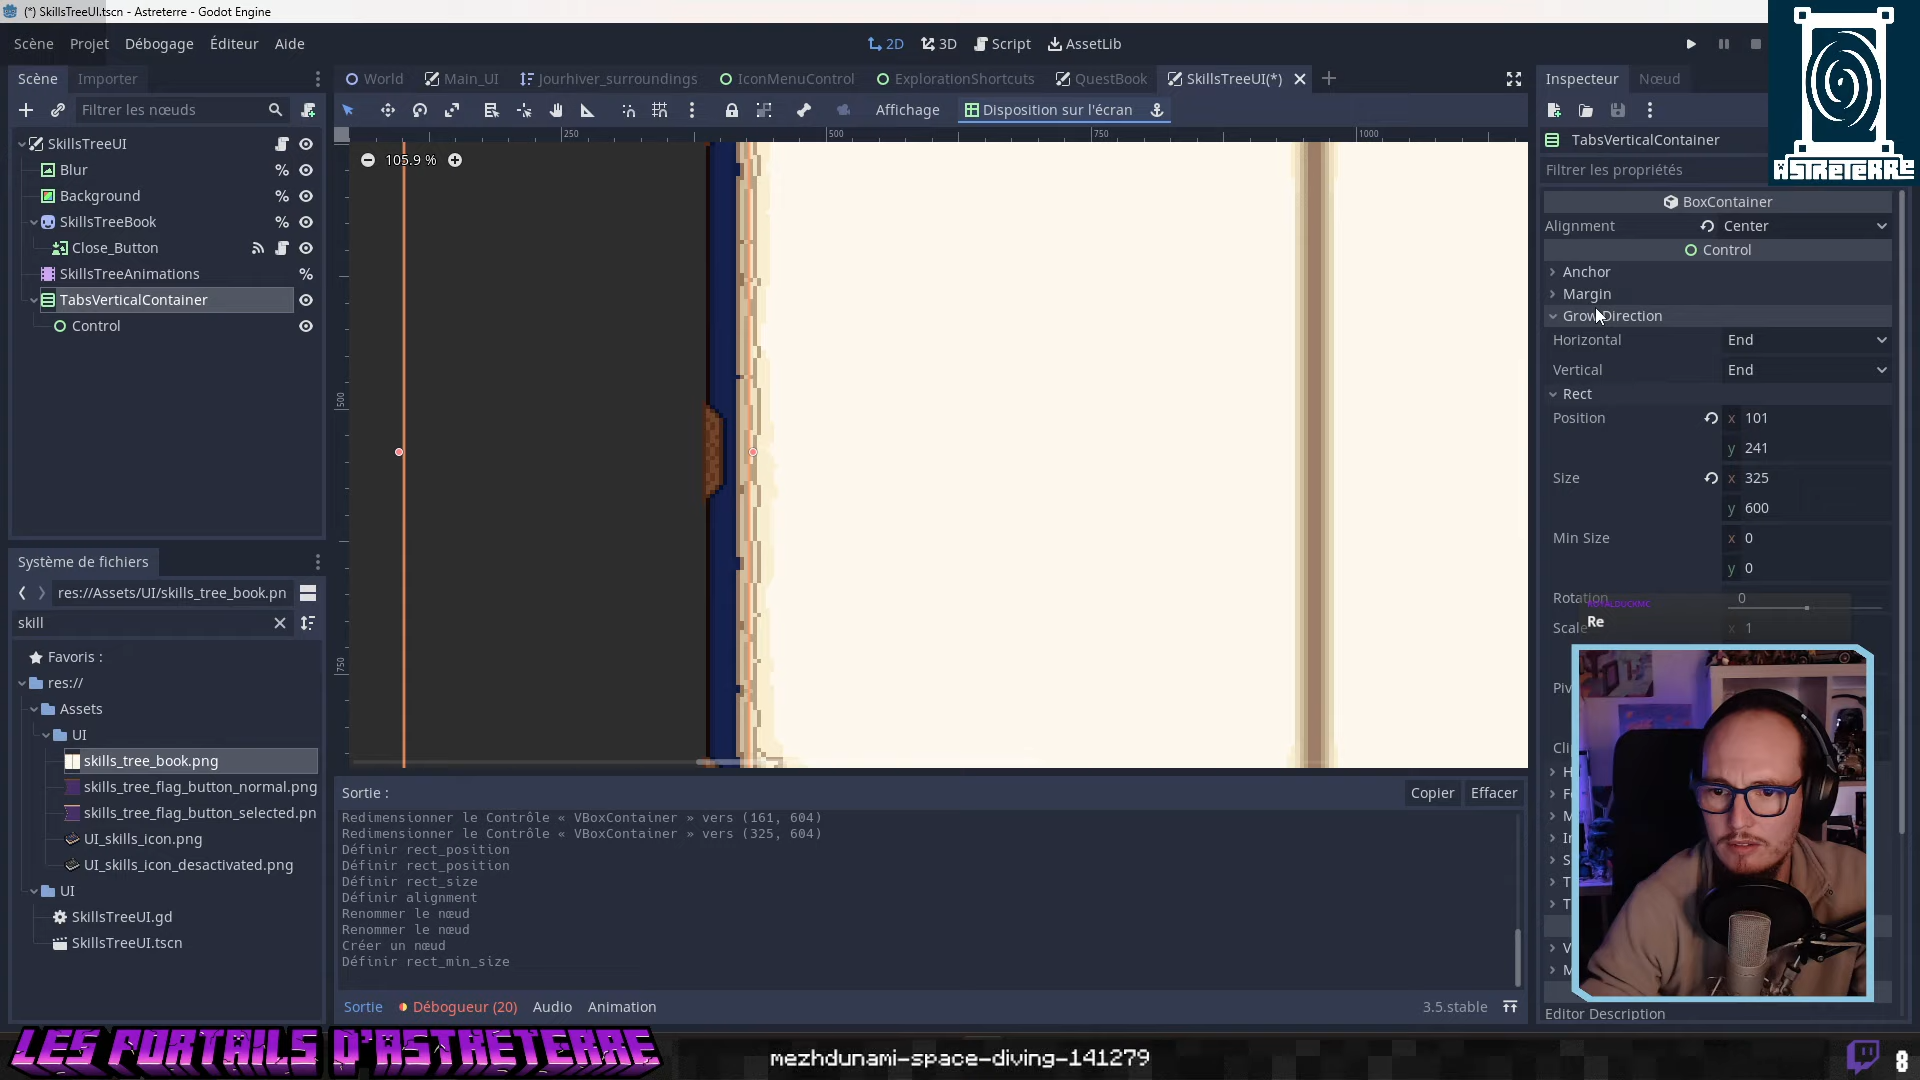 (*) SkillsTreeUI.tscn - Astreterre - Godot Engine
Scène Projet Débogage Éditeur Aide
2D 3D Script AssetLib
ASTRETERRE
Scène Importer
World Main_UI Jourhiver_surroundings IconMenuControl ExplorationShortcuts QuestBook SkillsTreeUI(*)
Inspecteur Nœud
Filtrer les nœuds
Affichage Disposition sur l'écran
SkillsTreeUI
Blur
Background
SkillsTreeBook
Close_Button
SkillsTreeAnimations
TabsVerticalContainer
Control
250 500 750 1000
105.9 %
500
750
TabsVerticalContainer
Filtrer les propriétés
BoxContainer
Alignment Center
Control
Anchor
Margin
Grow Direction
Horizontal End
Vertical End
Rect
Position x 101
y 241
Size x 325
y 600
Min Size x 0
y 0
Rotation 0
ROYALDUCKMC
Re
Scale x 1
Editor Description
Système de fichiers
res://Assets/UI/skills_tree_book.pn
skill
Favoris :
res://
Assets
UI
skills_tree_book.png
skills_tree_flag_button_normal.png
skills_tree_flag_button_selected.pn
UI_skills_icon.png
UI_skills_icon_desactivated.png
UI
SkillsTreeUI.gd
SkillsTreeUI.tscn
Sortie :
Copier Effacer
Redimensionner le Contrôle « VBoxContainer » vers (161, 604)
Redimensionner le Contrôle « VBoxContainer » vers (325, 604)
Définir rect_position
Définir rect_position
Définir rect_size
Définir alignment
Renommer le nœud
Renommer le nœud
Créer un nœud
Définir rect_min_size
Sortie Débogueur (20) Audio Animation
3.5.stable
LES PORTAILS D'ASTRETERRE
mezhdunami-space-diving-141279
8